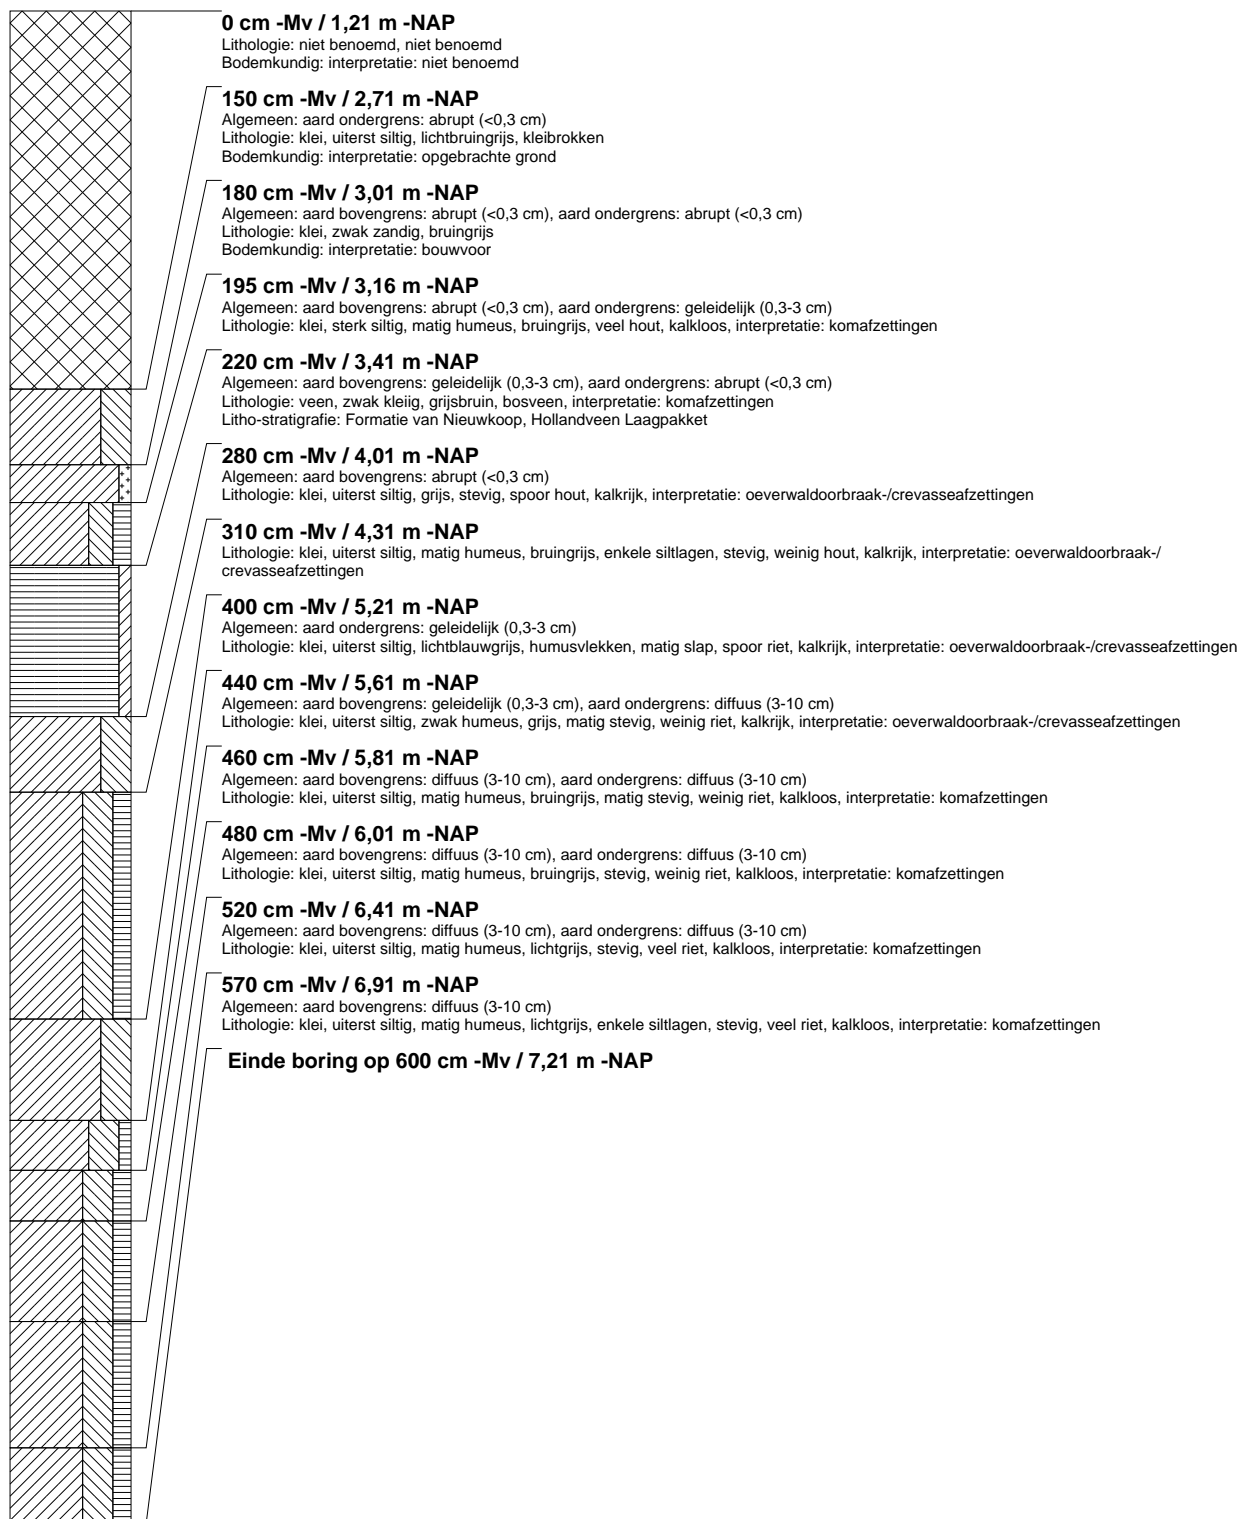 0 cm -Mv / 1,21 m -NAP
Lithologie: niet benoemd, niet benoemd
Bodemkundig: interpretatie: niet benoemd
150 cm -Mv / 2,71 m -NAP
Algemeen: aard ondergrens: abrupt (<0,3 cm)
Lithologie: klei, uiterst siltig, lichtbruingrijs, kleibrokken
Bodemkundig: interpretatie: opgebrachte grond
180 cm -Mv / 3,01 m -NAP
Algemeen: aard bovengrens: abrupt (<0,3 cm), aard ondergrens: abrupt (<0,3 cm)
Lithologie: klei, zwak zandig, bruingrijs
Bodemkundig: interpretatie: bouwvoor
195 cm -Mv / 3,16 m -NAP
Algemeen: aard bovengrens: abrupt (<0,3 cm), aard ondergrens: geleidelijk (0,3-3 cm)
Lithologie: klei, sterk siltig, matig humeus, bruingrijs, veel hout, kalkloos, interpretatie: komafzettingen
220 cm -Mv / 3,41 m -NAP
Algemeen: aard bovengrens: geleidelijk (0,3-3 cm), aard ondergrens: abrupt (<0,3 cm)
Lithologie: veen, zwak kleiig, grijsbruin, bosveen, interpretatie: komafzettingen
Litho-stratigrafie: Formatie van Nieuwkoop, Hollandveen Laagpakket
280 cm -Mv / 4,01 m -NAP
Algemeen: aard bovengrens: abrupt (<0,3 cm)
Lithologie: klei, uiterst siltig, grijs, stevig, spoor hout, kalkrijk, interpretatie: oeverwaldoorbraak-/crevasseafzettingen
310 cm -Mv / 4,31 m -NAP
Lithologie: klei, uiterst siltig, matig humeus, bruingrijs, enkele siltlagen, stevig, weinig hout, kalkrijk, interpretatie: oeverwaldoorbraak-/
crevasseafzettingen
400 cm -Mv / 5,21 m -NAP
Algemeen: aard ondergrens: geleidelijk (0,3-3 cm)
Lithologie: klei, uiterst siltig, lichtblauwgrijs, humusvlekken, matig slap, spoor riet, kalkrijk, interpretatie: oeverwaldoorbraak-/crevasseafzettingen
440 cm -Mv / 5,61 m -NAP
Algemeen: aard bovengrens: geleidelijk (0,3-3 cm), aard ondergrens: diffuus (3-10 cm)
Lithologie: klei, uiterst siltig, zwak humeus, grijs, matig stevig, weinig riet, kalkrijk, interpretatie: oeverwaldoorbraak-/crevasseafzettingen
460 cm -Mv / 5,81 m -NAP
Algemeen: aard bovengrens: diffuus (3-10 cm), aard ondergrens: diffuus (3-10 cm)
Lithologie: klei, uiterst siltig, matig humeus, bruingrijs, matig stevig, weinig riet, kalkloos, interpretatie: komafzettingen
480 cm -Mv / 6,01 m -NAP
Algemeen: aard bovengrens: diffuus (3-10 cm), aard ondergrens: diffuus (3-10 cm)
Lithologie: klei, uiterst siltig, matig humeus, bruingrijs, stevig, weinig riet, kalkloos, interpretatie: komafzettingen
520 cm -Mv / 6,41 m -NAP
Algemeen: aard bovengrens: diffuus (3-10 cm), aard ondergrens: diffuus (3-10 cm)
Lithologie: klei, uiterst siltig, matig humeus, lichtgrijs, stevig, veel riet, kalkloos, interpretatie: komafzettingen
570 cm -Mv / 6,91 m -NAP
Algemeen: aard bovengrens: diffuus (3-10 cm)
Lithologie: klei, uiterst siltig, matig humeus, lichtgrijs, enkele siltlagen, stevig, veel riet, kalkloos, interpretatie: komafzettingen
Einde boring op 600 cm -Mv / 7,21 m -NAP